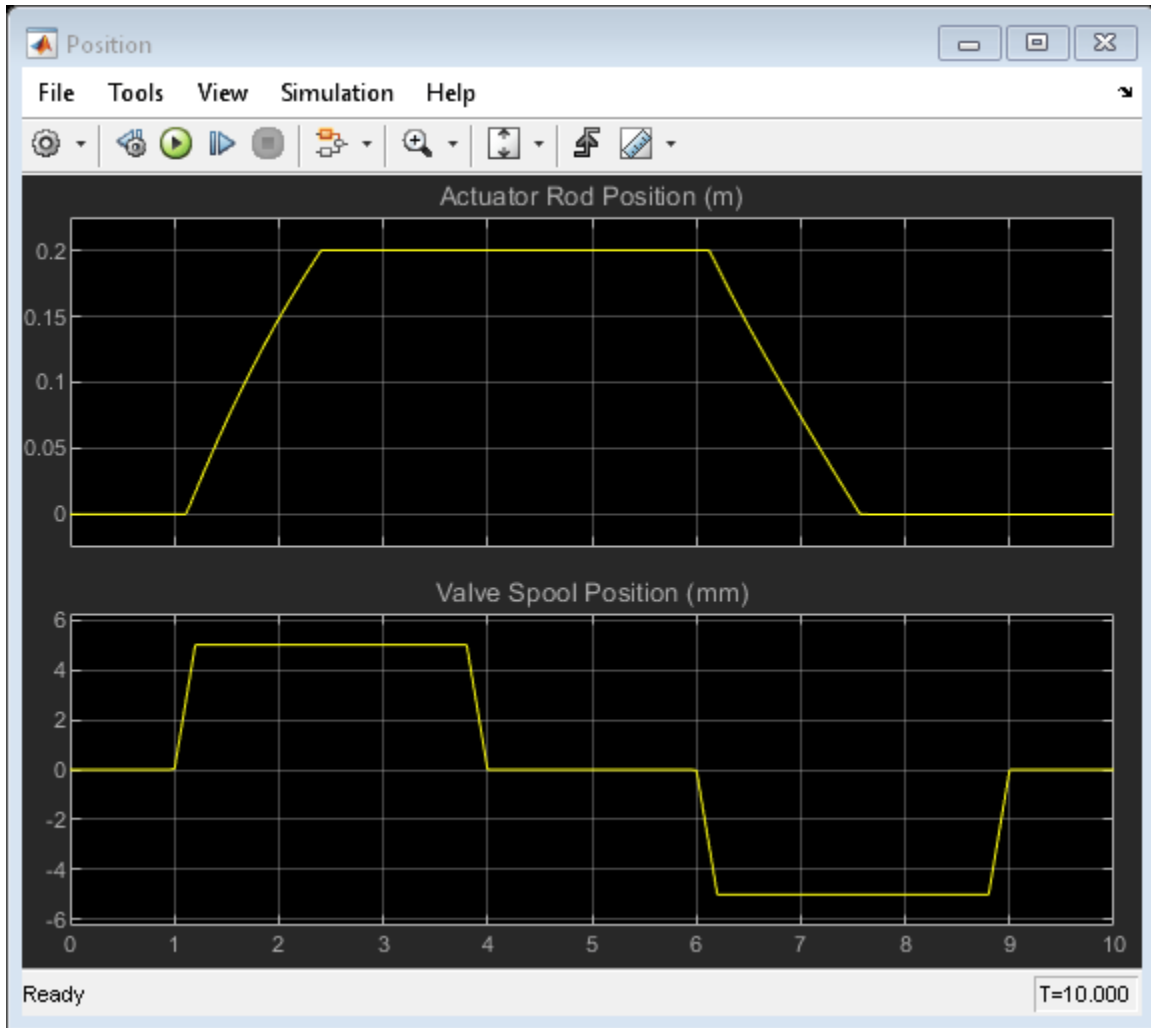 Position
File Tools View Simulation Help
Actuator Rod Position (m)
0.2
0.15
0.1
0.05
0
Valve Spool Position (mm)
6
4
2
0
-2
-4
-6
0 1 2 3 4 5 6 7 8 9 10
Ready T=10.000